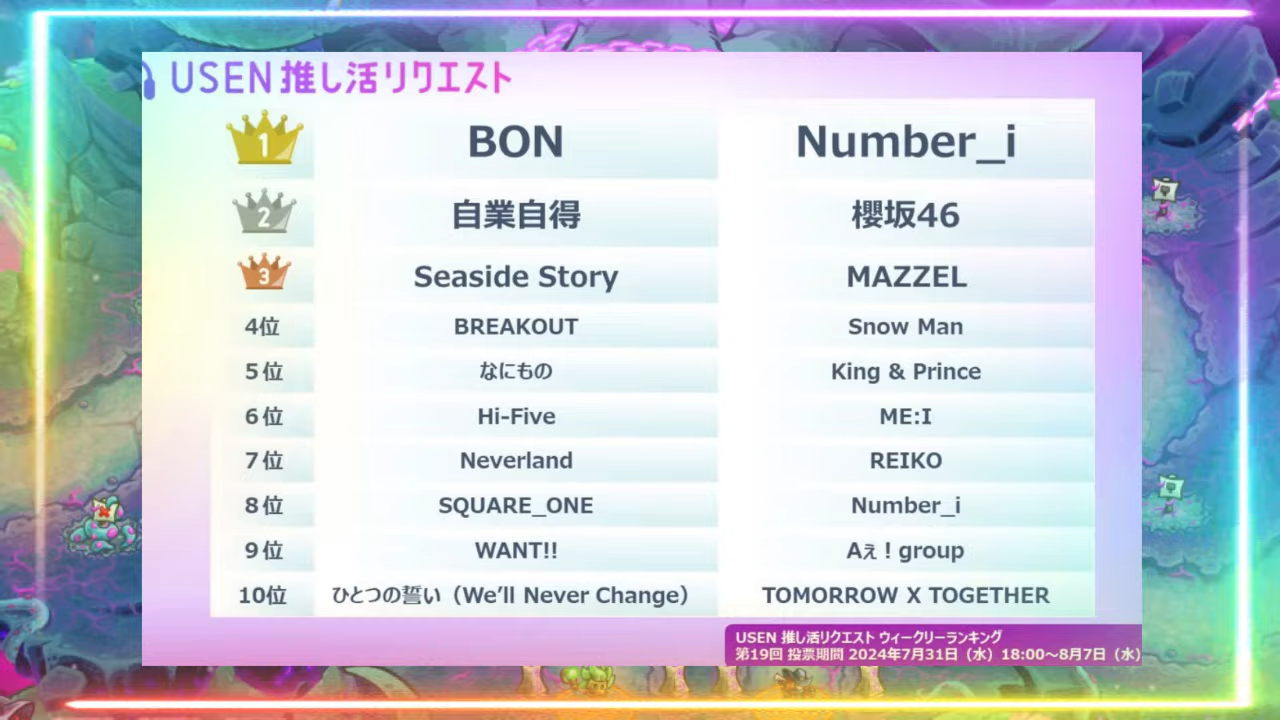 USEN 推し活リクエスト
1 BON Number_i
2 自業自得 櫻坂46
3 Seaside Story MAZZEL
4位 BREAKOUT Snow Man
5位 なにもの King & Prince
6位 Hi-Five ME:I
7位 Neverland REIKO
8位 SQUARE_ONE Number_i
9位 WANT!! Aぇ！group
10位 ひとつの誓い（We’ll Never Change） TOMORROW X TOGETHER
USEN 推し活リクエスト ウィークリーランキング
第19回 投票期間 2024年7月31日（水）18:00～8月7日（水）